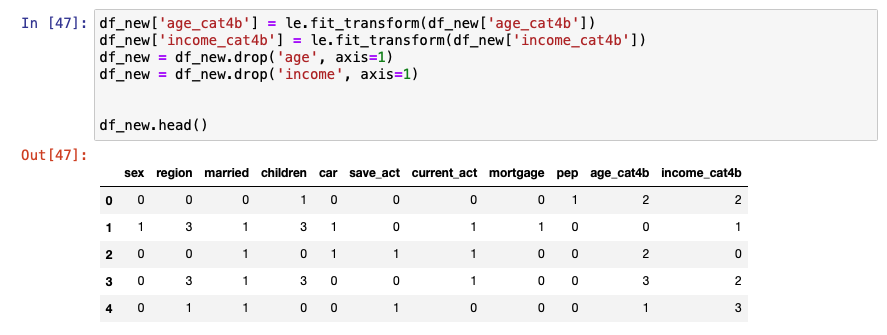 In [47]: df_new['age_cat4b'] = le.fit_transform(df_new['age_cat4b'])
df_new['income_cat4b'] = le.fit_transform(df_new['income_cat4b'])
df_new = df_new.drop('age', axis=1)
df_new = df_new.drop('income', axis=1)
df_new.head()
Out[47]:
sex region married children car save_act current_act mortgage pep age_cat4b income_cat4b
0 0 0 0 1 0 0 0 0 1 2 2
1 1 3 1 3 1 0 1 1 0 0 1
2 0 0 1 0 1 1 1 0 0 2 0
3 0 3 1 3 0 0 1 0 0 3 2
4 0 1 1 0 0 1 0 0 0 1 3